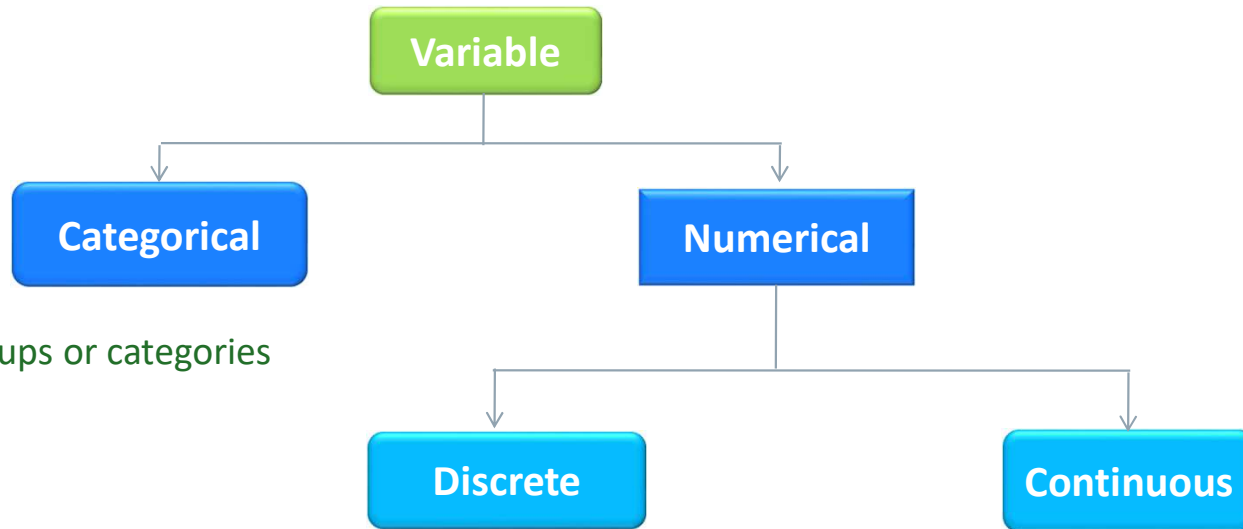 Variable
Categorical
Numerical
ups or categories
Discrete
Continuous